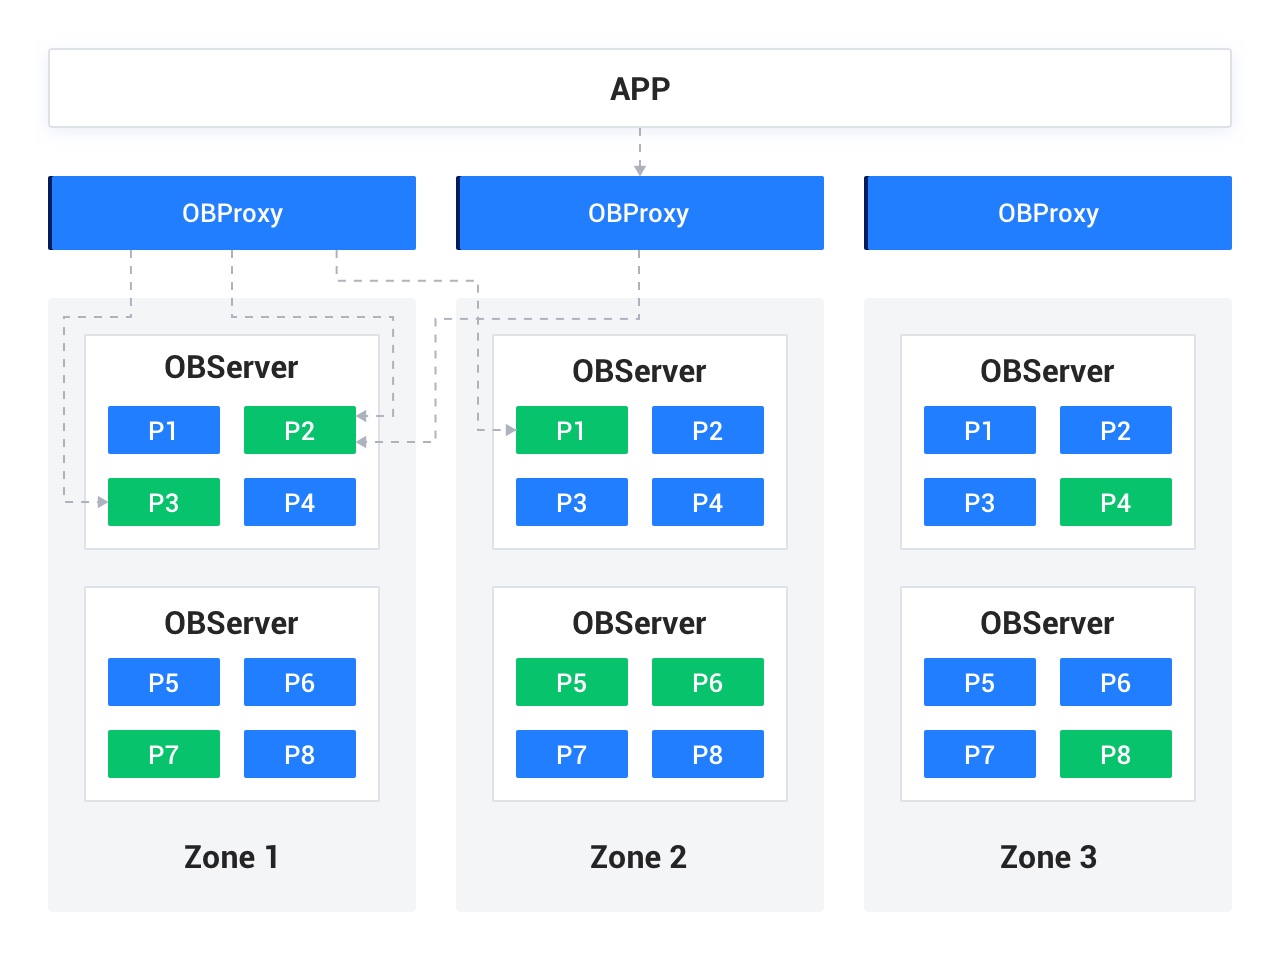 APP
OBProxy
OBProxy
OBProxy
OBServer
P1 P2
P3 P4
OBServer
P5 P6
P7 P8
Zone 1
OBServer
P1 P2
P3 P4
OBServer
P5 P6
P7 P8
Zone 2
OBServer
P1 P2
P3 P4
OBServer
P5 P6
P7 P8
Zone 3